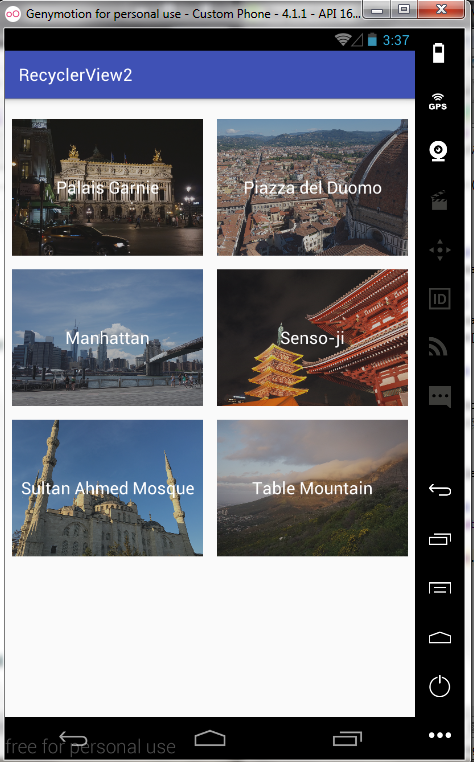 Genymotion for personal use - Custom Phone - 4.1.1 - API 16...
3:37
RecyclerView2
Palais Garnie
Piazza del Duomo
Manhattan
Senso-ji
Sultan Ahmed Mosque
Table Mountain
GPS
ID
free for personal use